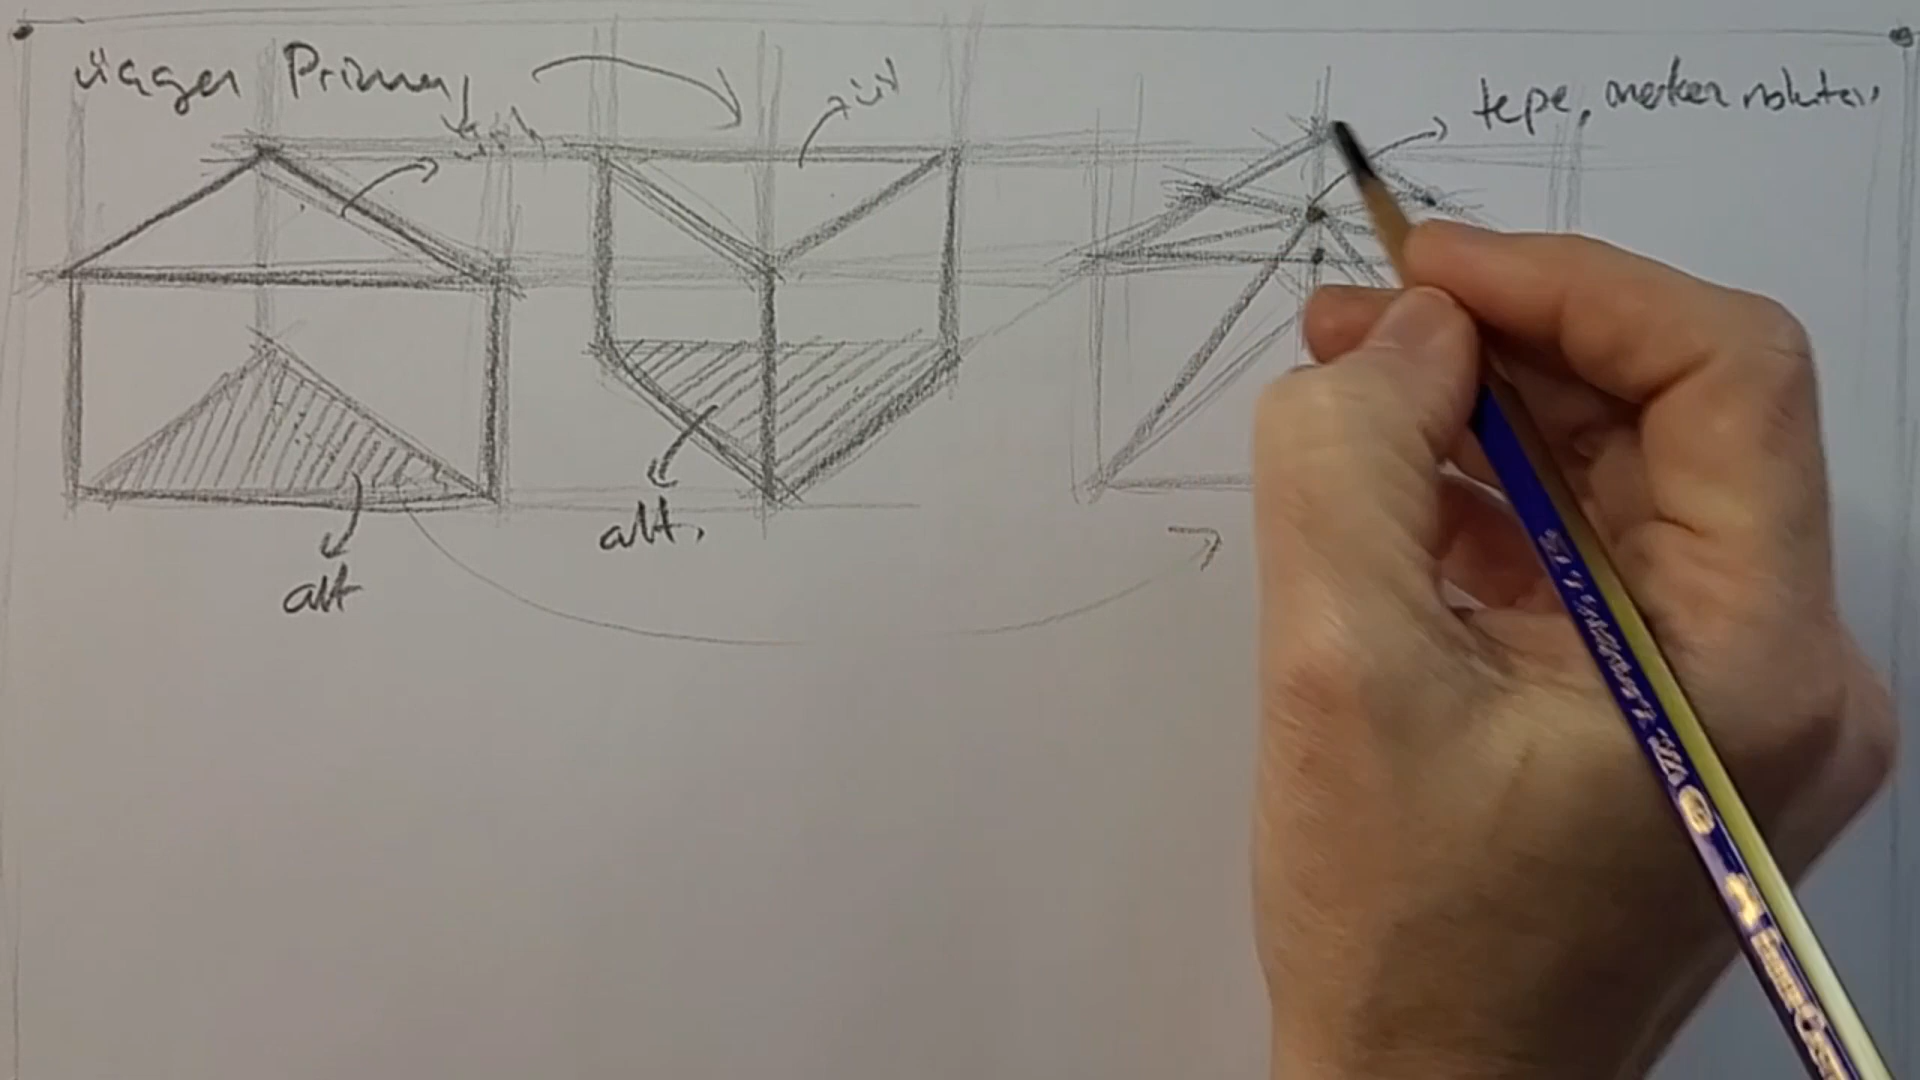 üçgen Prizma
üst
tepe, merkez noktası
alt
alt.